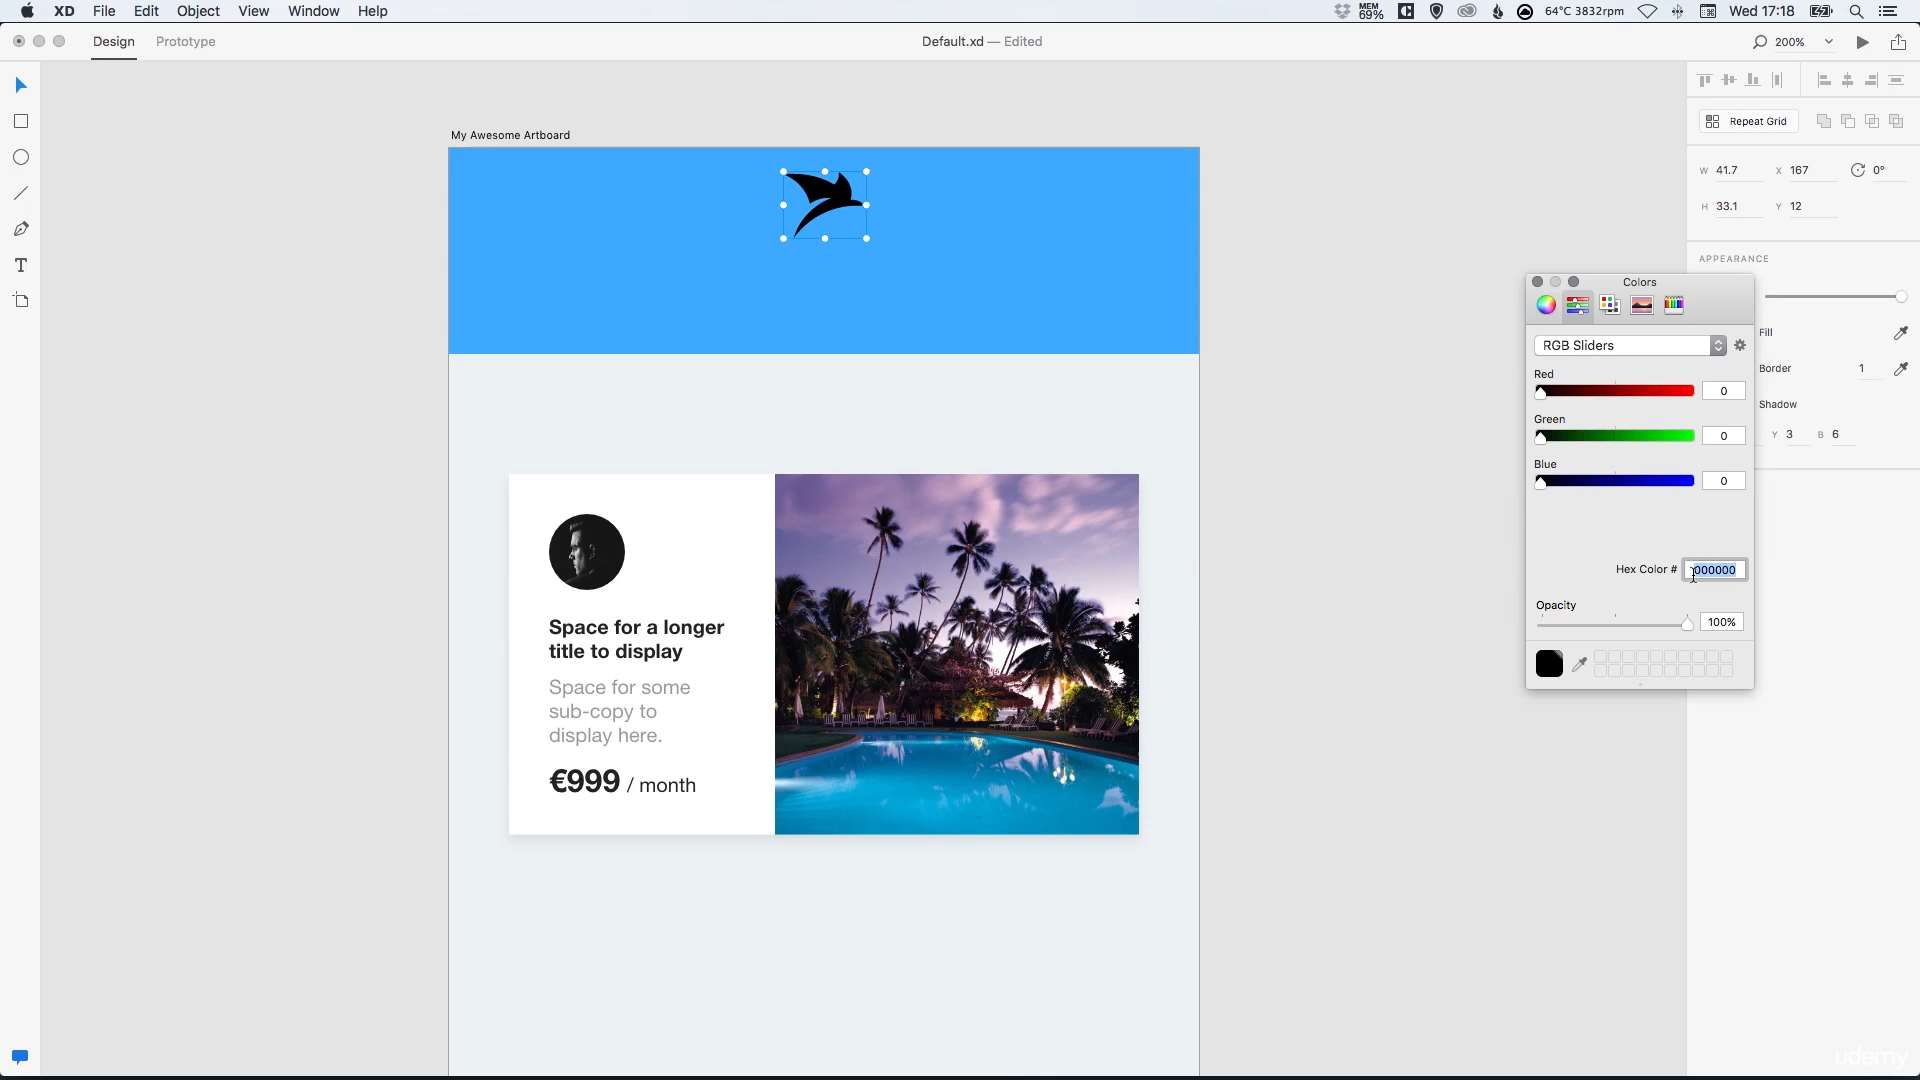 XD File Edit Object View Window Help
MEM 69% 64°C 3832rpm Wed 17:18
Design Prototype
Default.xd — Edited
200%
My Awesome Artboard
Repeat Grid
W 41.7 X 167 0°
H 33.1 Y 12
APPEARANCE
Fill
Border 1
Shadow
Y 3 B 6
Colors
RGB Sliders
Red
0
Green
0
Blue
0
Hex Color # 000000
Opacity
100%
Space for a longer
title to display
Space for some
sub-copy to
display here.
€999 / month
udemy